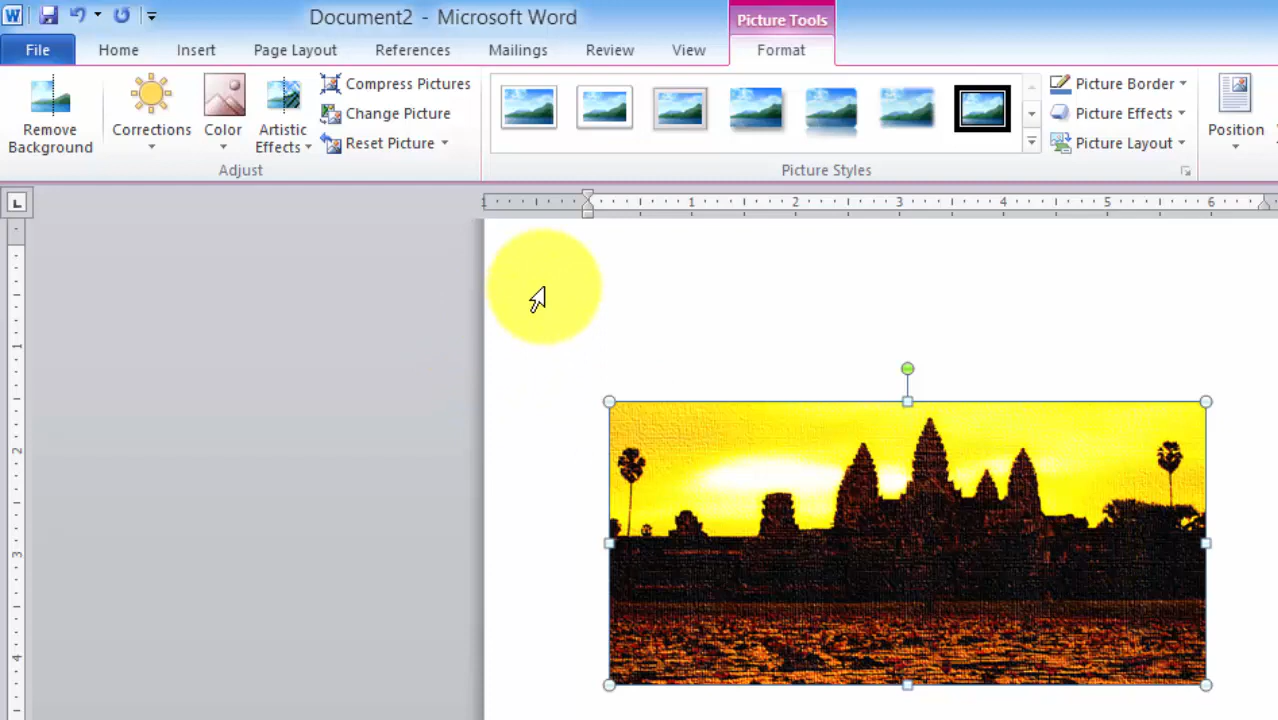 W Document2 - Microsoft Word Picture Tools
File Home Insert Page Layout References Mailings Review View Format
Remove Background
Corrections
Color
Artistic Effects
Compress Pictures
Change Picture
Reset Picture
Adjust
Picture Styles
Picture Border
Picture Effects
Picture Layout
Position
L 1 1 2 3 4 5 6
1
2
3
4